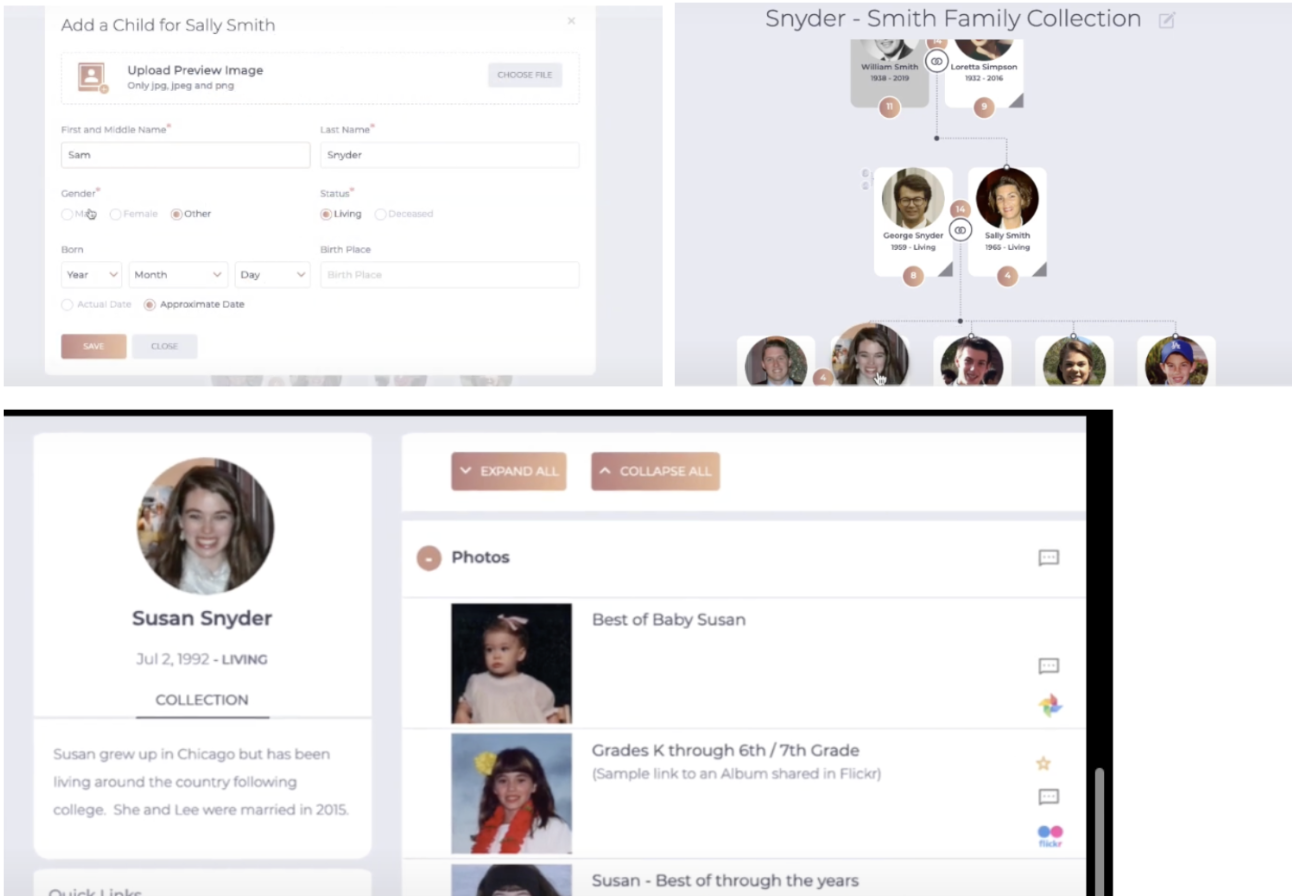 Add a Child for Sally Smith
×
Upload Preview Image
Only jpg, jpeg and png
CHOOSE FILE
First and Middle Name*
Last Name*
Sam
Snyder
Gender*
Status*
Female
Other
Living
Deceased
Born
Birth Place
Year
Month
Day
Birth Place
Actual Date
Approximate Date
SAVE
CLOSE
Snyder - Smith Family Collection
William Smith
Loretta Simpson
1938 - 2019
1932 - 2016
11
9
14
George Snyder
Sally Smith
1959 - Living
1965 - Living
8
4
4
LA
EXPAND ALL
COLLAPSE ALL
Photos
Susan Snyder
Jul 2, 1992 - LIVING
COLLECTION
Susan grew up in Chicago but has been
living around the country following
college. She and Lee were married in 2015.
Quick Links
Best of Baby Susan
Grades K through 6th / 7th Grade
(Sample link to an Album shared in Flickr)
flickr
Susan - Best of through the years